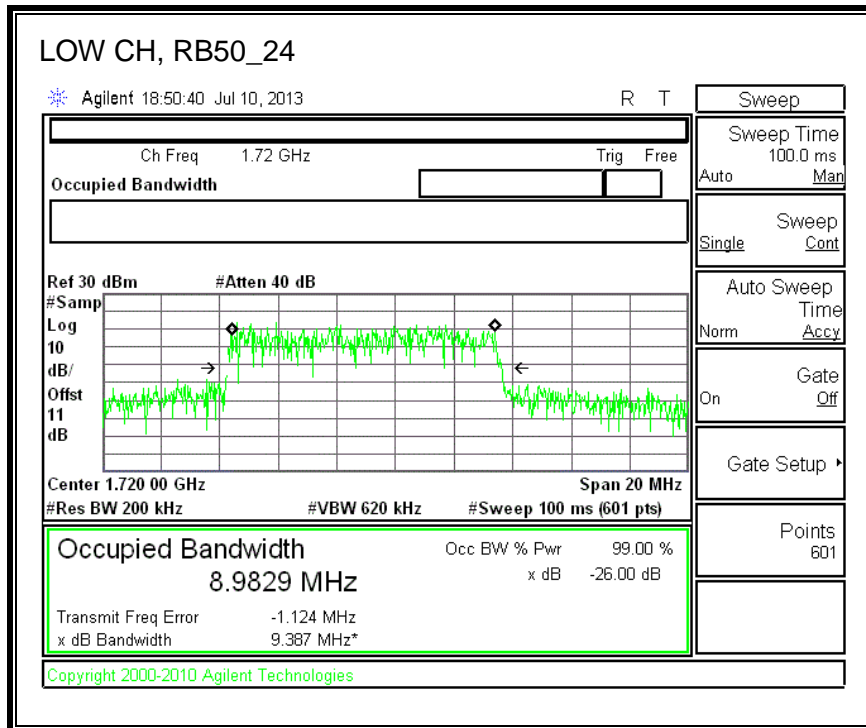 LOW CH, RB50_24
Agilent 18:50:40 Jul 10, 2013 R T
Ch Freq 1.72 GHz Trig Free
Occupied Bandwidth
Ref 30 dBm #Atten 40 dB
#Samp
Log
10
dB/
Offst
11
dB
Center 1.720 00 GHz Span 20 MHz
#Res BW 200 kHz #VBW 620 kHz #Sweep 100 ms (601 pts)
Occupied Bandwidth
8.9829 MHz
Occ BW % Pwr 99.00 %
x dB -26.00 dB
Transmit Freq Error -1.124 MHz
x dB Bandwidth 9.387 MHz*
Copyright 2000-2010 Agilent Technologies
Sweep
Sweep Time
100.0 ms
Auto Man
Sweep
Single Cont
Auto Sweep
Time
Norm Accy
Gate
On Off
Gate Setup
Points
601